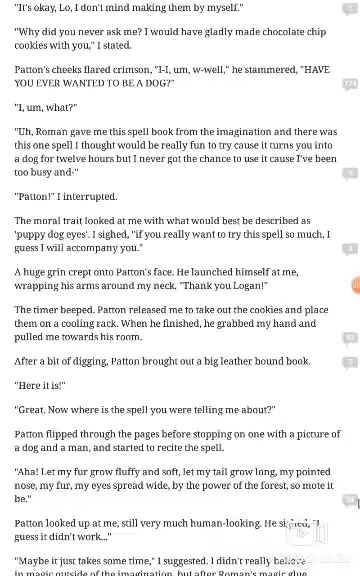 "It's okay, Lo, I don't mind making them by myself."
"Why did you never ask me? I would have gladly made chocolate chip
cookies with you," I stated.
Patton's cheeks flared crimson, "I-I, um, w-well," he stammered, "HAVE
YOU EVER WANTED TO BE A DOG?"
"I, um, what?"
"Uh, Roman gave me this spell book from the imagination and there was
this one spell I thought would be really fun to try cause it turns you into
a dog for twelve hours but I never got the chance to use it cause I've been
too busy and-"
"Patton!" I interrupted.
The moral trait looked at me with what would best be described as
'puppy dog eyes'. I sighed, "if you really want to try this spell so much, I
guess I will accompany you."
A huge grin crept onto Patton's face. He launched himself at me,
wrapping his arms around my neck, "Thank you Logan!"
The timer beeped. Patton released me to take out the cookies and place
them on a cooling rack. When he finished, he grabbed my hand and
pulled me towards his room.
After a bit of digging, Patton brought out a big leather bound book.
"Here it is!"
"Great. Now where is the spell you were telling me about?"
Patton flipped through the pages before stopping on one with a picture of
a dog and a man, and started to recite the spell.
"Aha! Let my fur grow fluffy and soft, let my tail grow long, my pointed
nose, my fur, my eyes spread wide, by the power of the forest, so mote it
be."
Patton looked up at me, still very much human-looking. He sighed, "I
guess it didn't work..."
"Maybe it just takes some time," I suggested. I didn't really believe
in magic outside of the imagination, but after Roman's magic glue